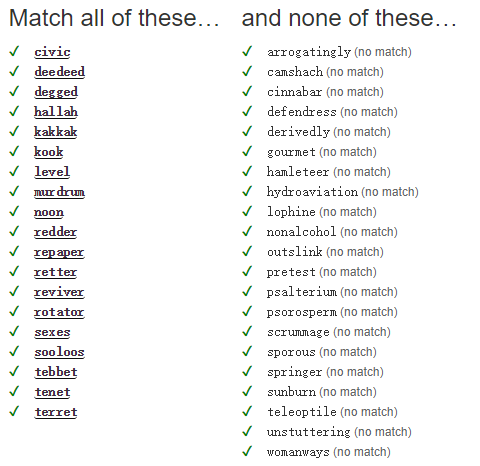 Match all of these… and none of these…
✓ civic ✓ arrogatingly (no match)
✓ deedeed ✓ camshach (no match)
✓ degged ✓ cinnabar (no match)
✓ hallah ✓ defendress (no match)
✓ kakkak ✓ derivedly (no match)
✓ kook ✓ gourmet (no match)
✓ level ✓ hamleteer (no match)
✓ murdrum ✓ hydroaviation (no match)
✓ noon ✓ lophine (no match)
✓ redder ✓ nonalcohol (no match)
✓ repaper ✓ outslink (no match)
✓ retter ✓ pretest (no match)
✓ reviver ✓ psalterium (no match)
✓ rotator ✓ psorosperm (no match)
✓ sexes ✓ scrummage (no match)
✓ sooloos ✓ sporous (no match)
✓ tebbet ✓ springer (no match)
✓ tenet ✓ sunburn (no match)
✓ terret ✓ teleoptile (no match)
✓ unstuttering (no match)
✓ womanways (no match)